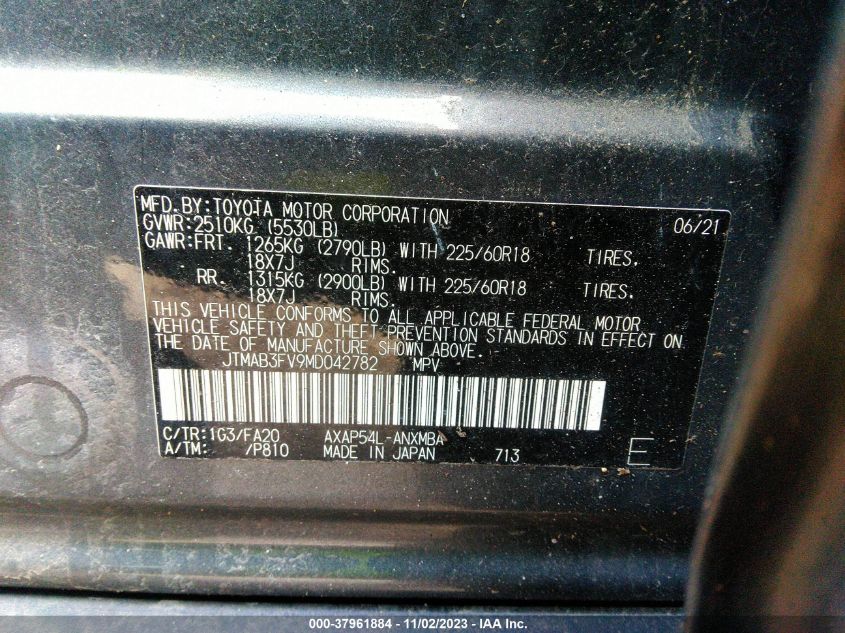 MFD.BY:TOYOTA MOTOR CORPORATION 06/21
GVWR:2510KG (5530LB)
GAWR:FRT. 1265KG (2790LB) WITH 225/60R18 TIRES.
18X7J RIMS.
RR. 1315KG (2900LB) WITH 225/60R18 TIRES.
18X7J RIMS.
THIS VEHICLE CONFORMS TO ALL APPLICABLE FEDERAL MOTOR
VEHICLE SAFETY AND THEFT PREVENTION STANDARDS IN EFFECT ON
THE DATE OF MANUFACTURE SHOWN ABOVE.
JTMAB3FV9MD042782 MPV
C/TR:1G3/FA20 AXAP54L-ANXMBA
A/TM: /P810 MADE IN JAPAN 713 E
000-37961884 - 11/02/2023 - IAA Inc.